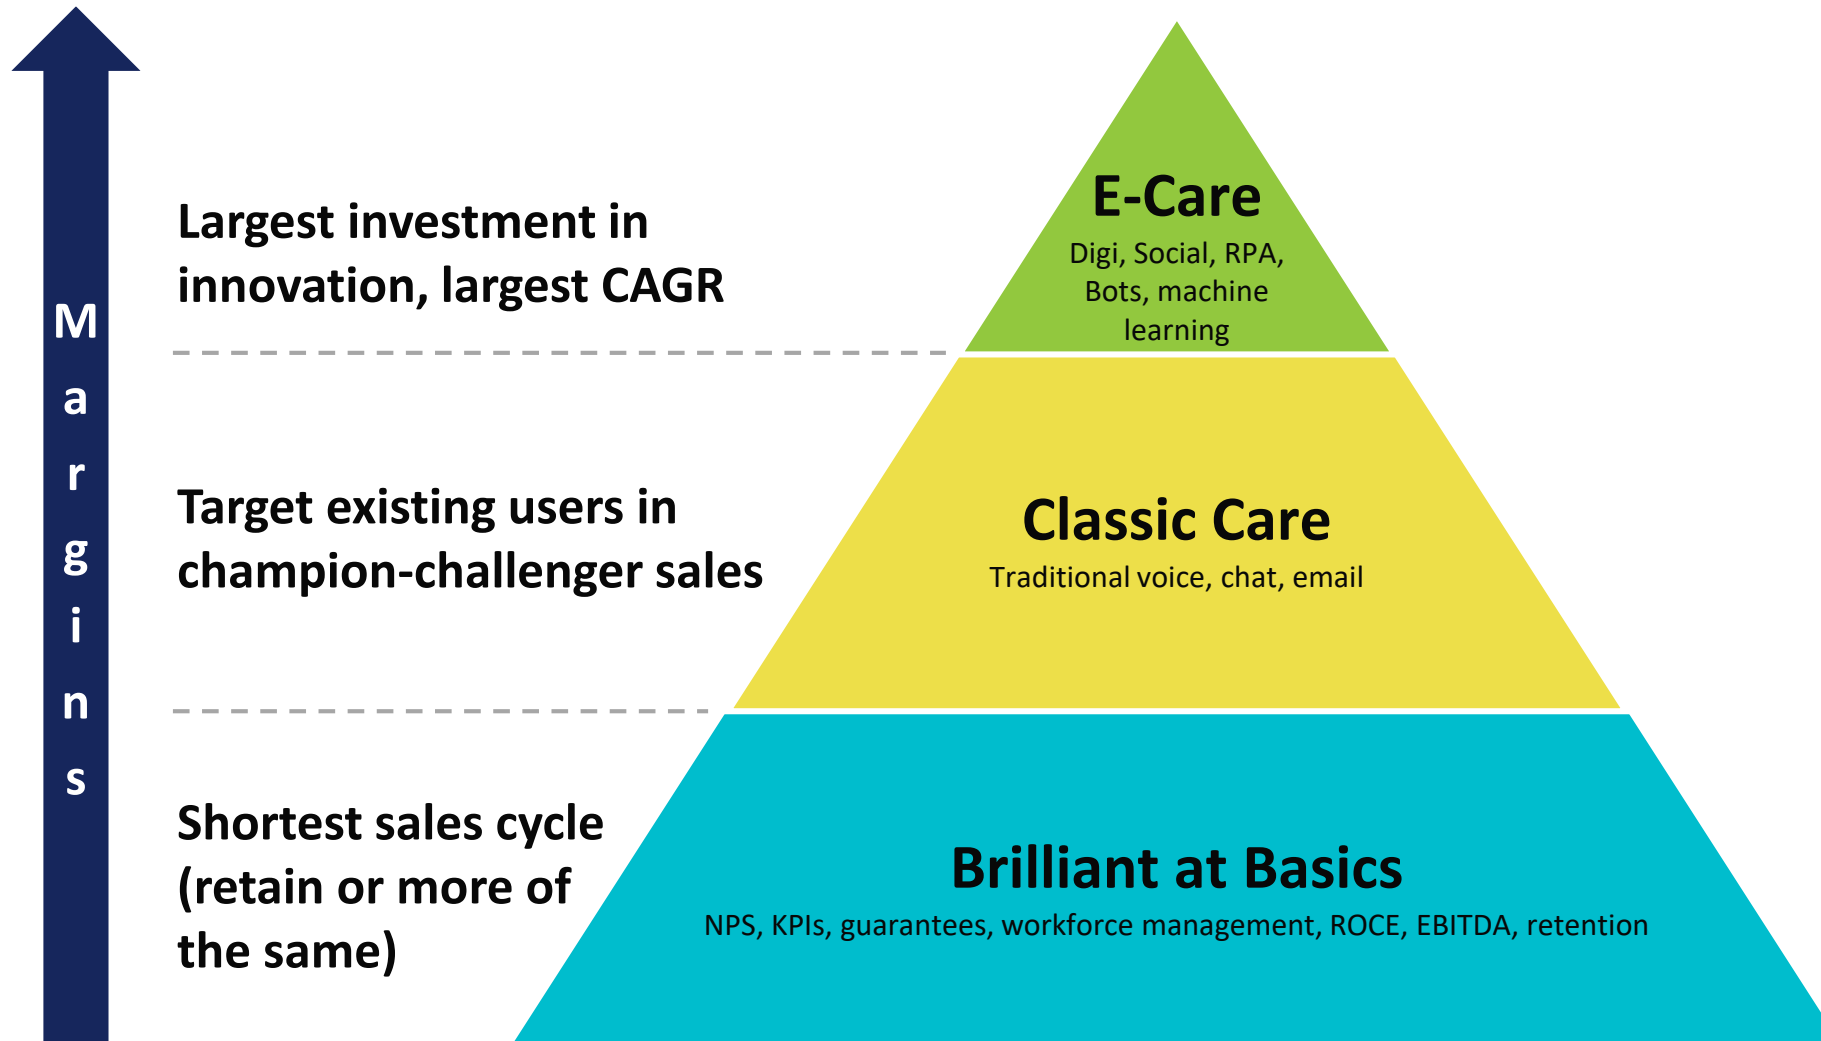 Margins
Largest investment in
innovation, largest CAGR
E-Care
Digi, Social, RPA,
Bots, machine
learning
Target existing users in
champion-challenger sales
Classic Care
Traditional voice, chat, email
Shortest sales cycle
(retain or more of
the same)
Brilliant at Basics
NPS, KPIs, guarantees, workforce management, ROCE, EBITDA, retention